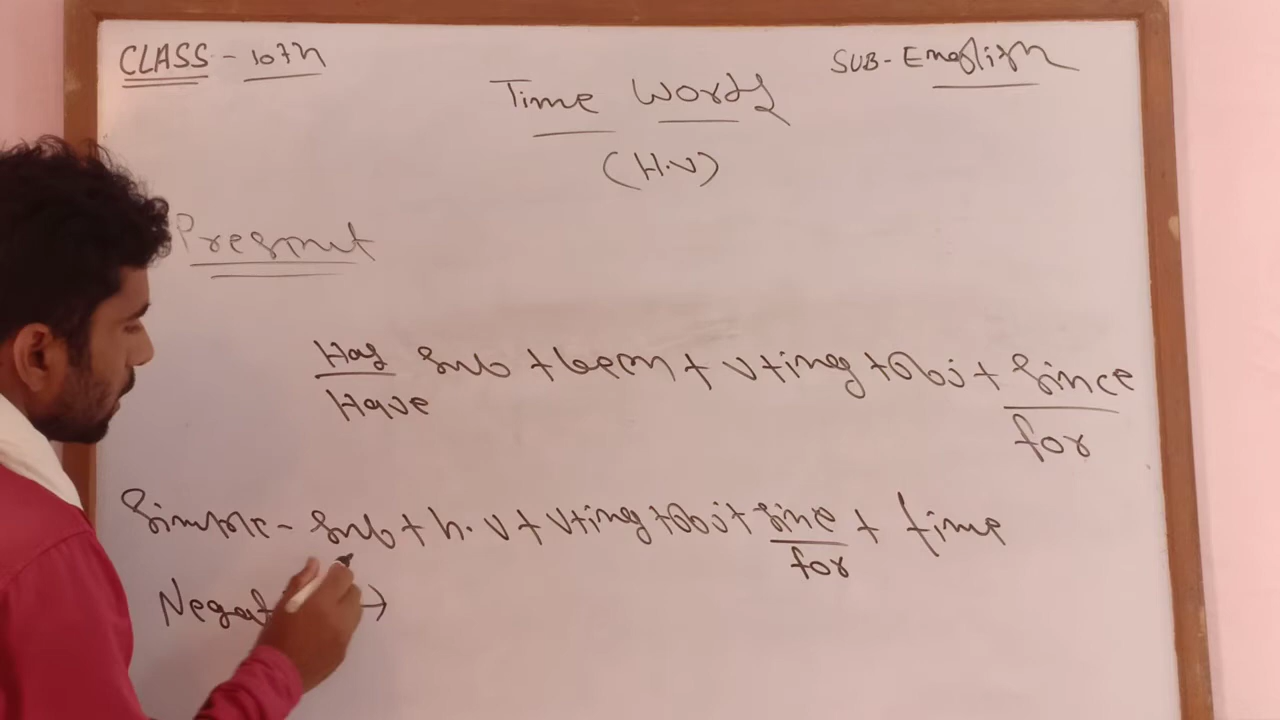 CLASS - 10th
SUB- English
Time Words
(H.V)
Present
Has sub + been + v+ing + Obj + since
Have for
Simple - sub + h.v + v+ing + Obj + since + time
for
Negati →